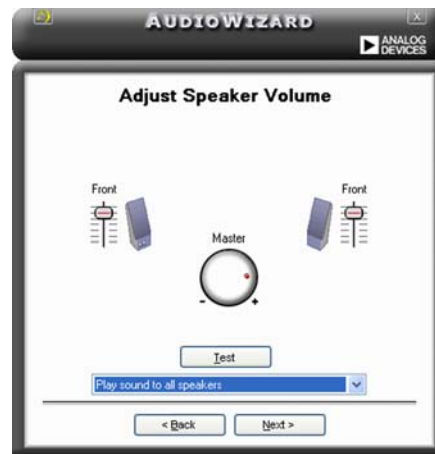 AUDIOWIZARD
X
ANALOG
DEVICES
Adjust Speaker Volume
Front
Front
Master
- +
Test
Play sound to all speakers
< Back
Next >